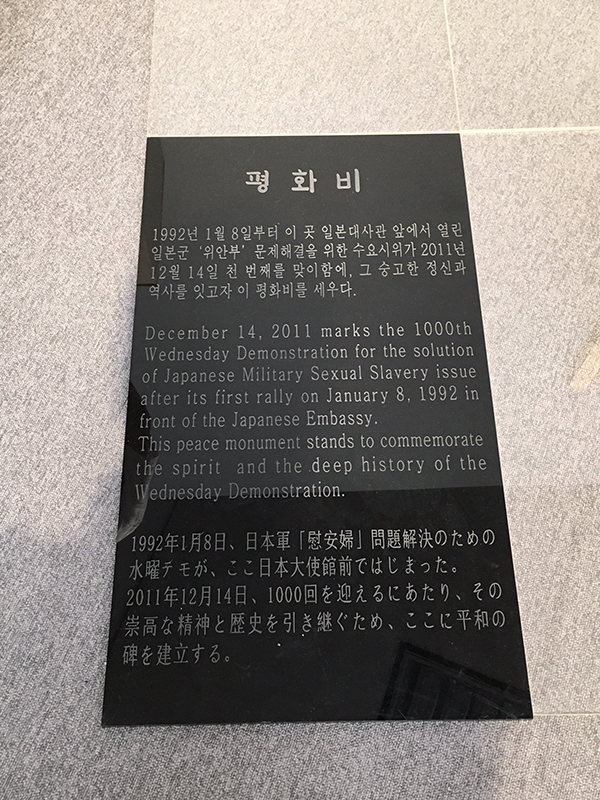 평화비
1992년 1월 8일부터 이 곳 일본대사관 앞에서 열린
일본군 '위안부' 문제해결을 위한 수요시위가 2011년
12월 14일 천 번째를 맞이함에, 그 숭고한 정신과
역사를 잇고자 이 평화비를 세우다.
December 14, 2011 marks the 1000th
Wednesday Demonstration for the solution
of Japanese Military Sexual Slavery issue
after its first rally on January 8, 1992 in
front of the Japanese Embassy.
This peace monument stands to commemorate
the spirit and the deep history of the
Wednesday Demonstration.
1992年1月8日、日本軍「慰安婦」問題解決のための
水曜テモが、ここ日本大使館前ではじまった。
2011年12月14日、1000回を迎えるにあたり、その
崇高な精神と歴史を引き継ぐため、ここに平和の
碑を建立する。